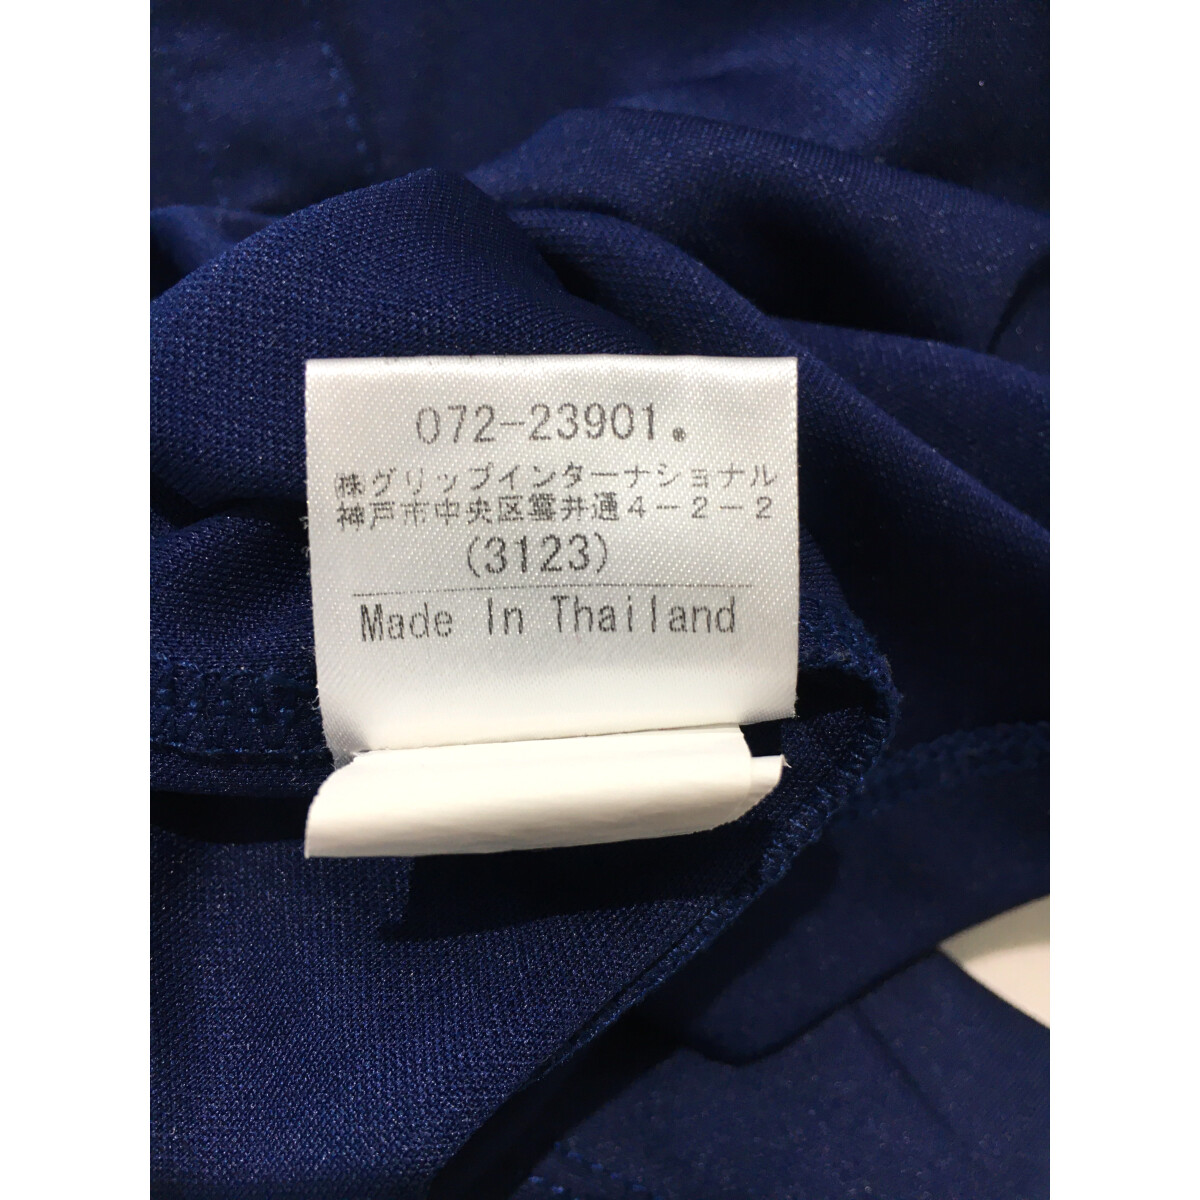 072-23901.
㈱グリップインターナショナル
神戸市中央区雲井通4-2-2
(3123)
Made In Thailand